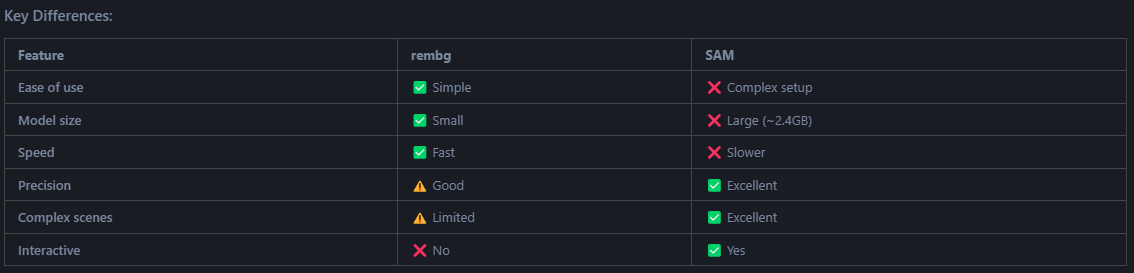 Key Differences:
Feature rembg SAM
Ease of use ✅ Simple ❌ Complex setup
Model size ✅ Small ❌ Large (~2.4GB)
Speed ✅ Fast ❌ Slower
Precision ⚠️ Good ✅ Excellent
Complex scenes ⚠️ Limited ✅ Excellent
Interactive ❌ No ✅ Yes